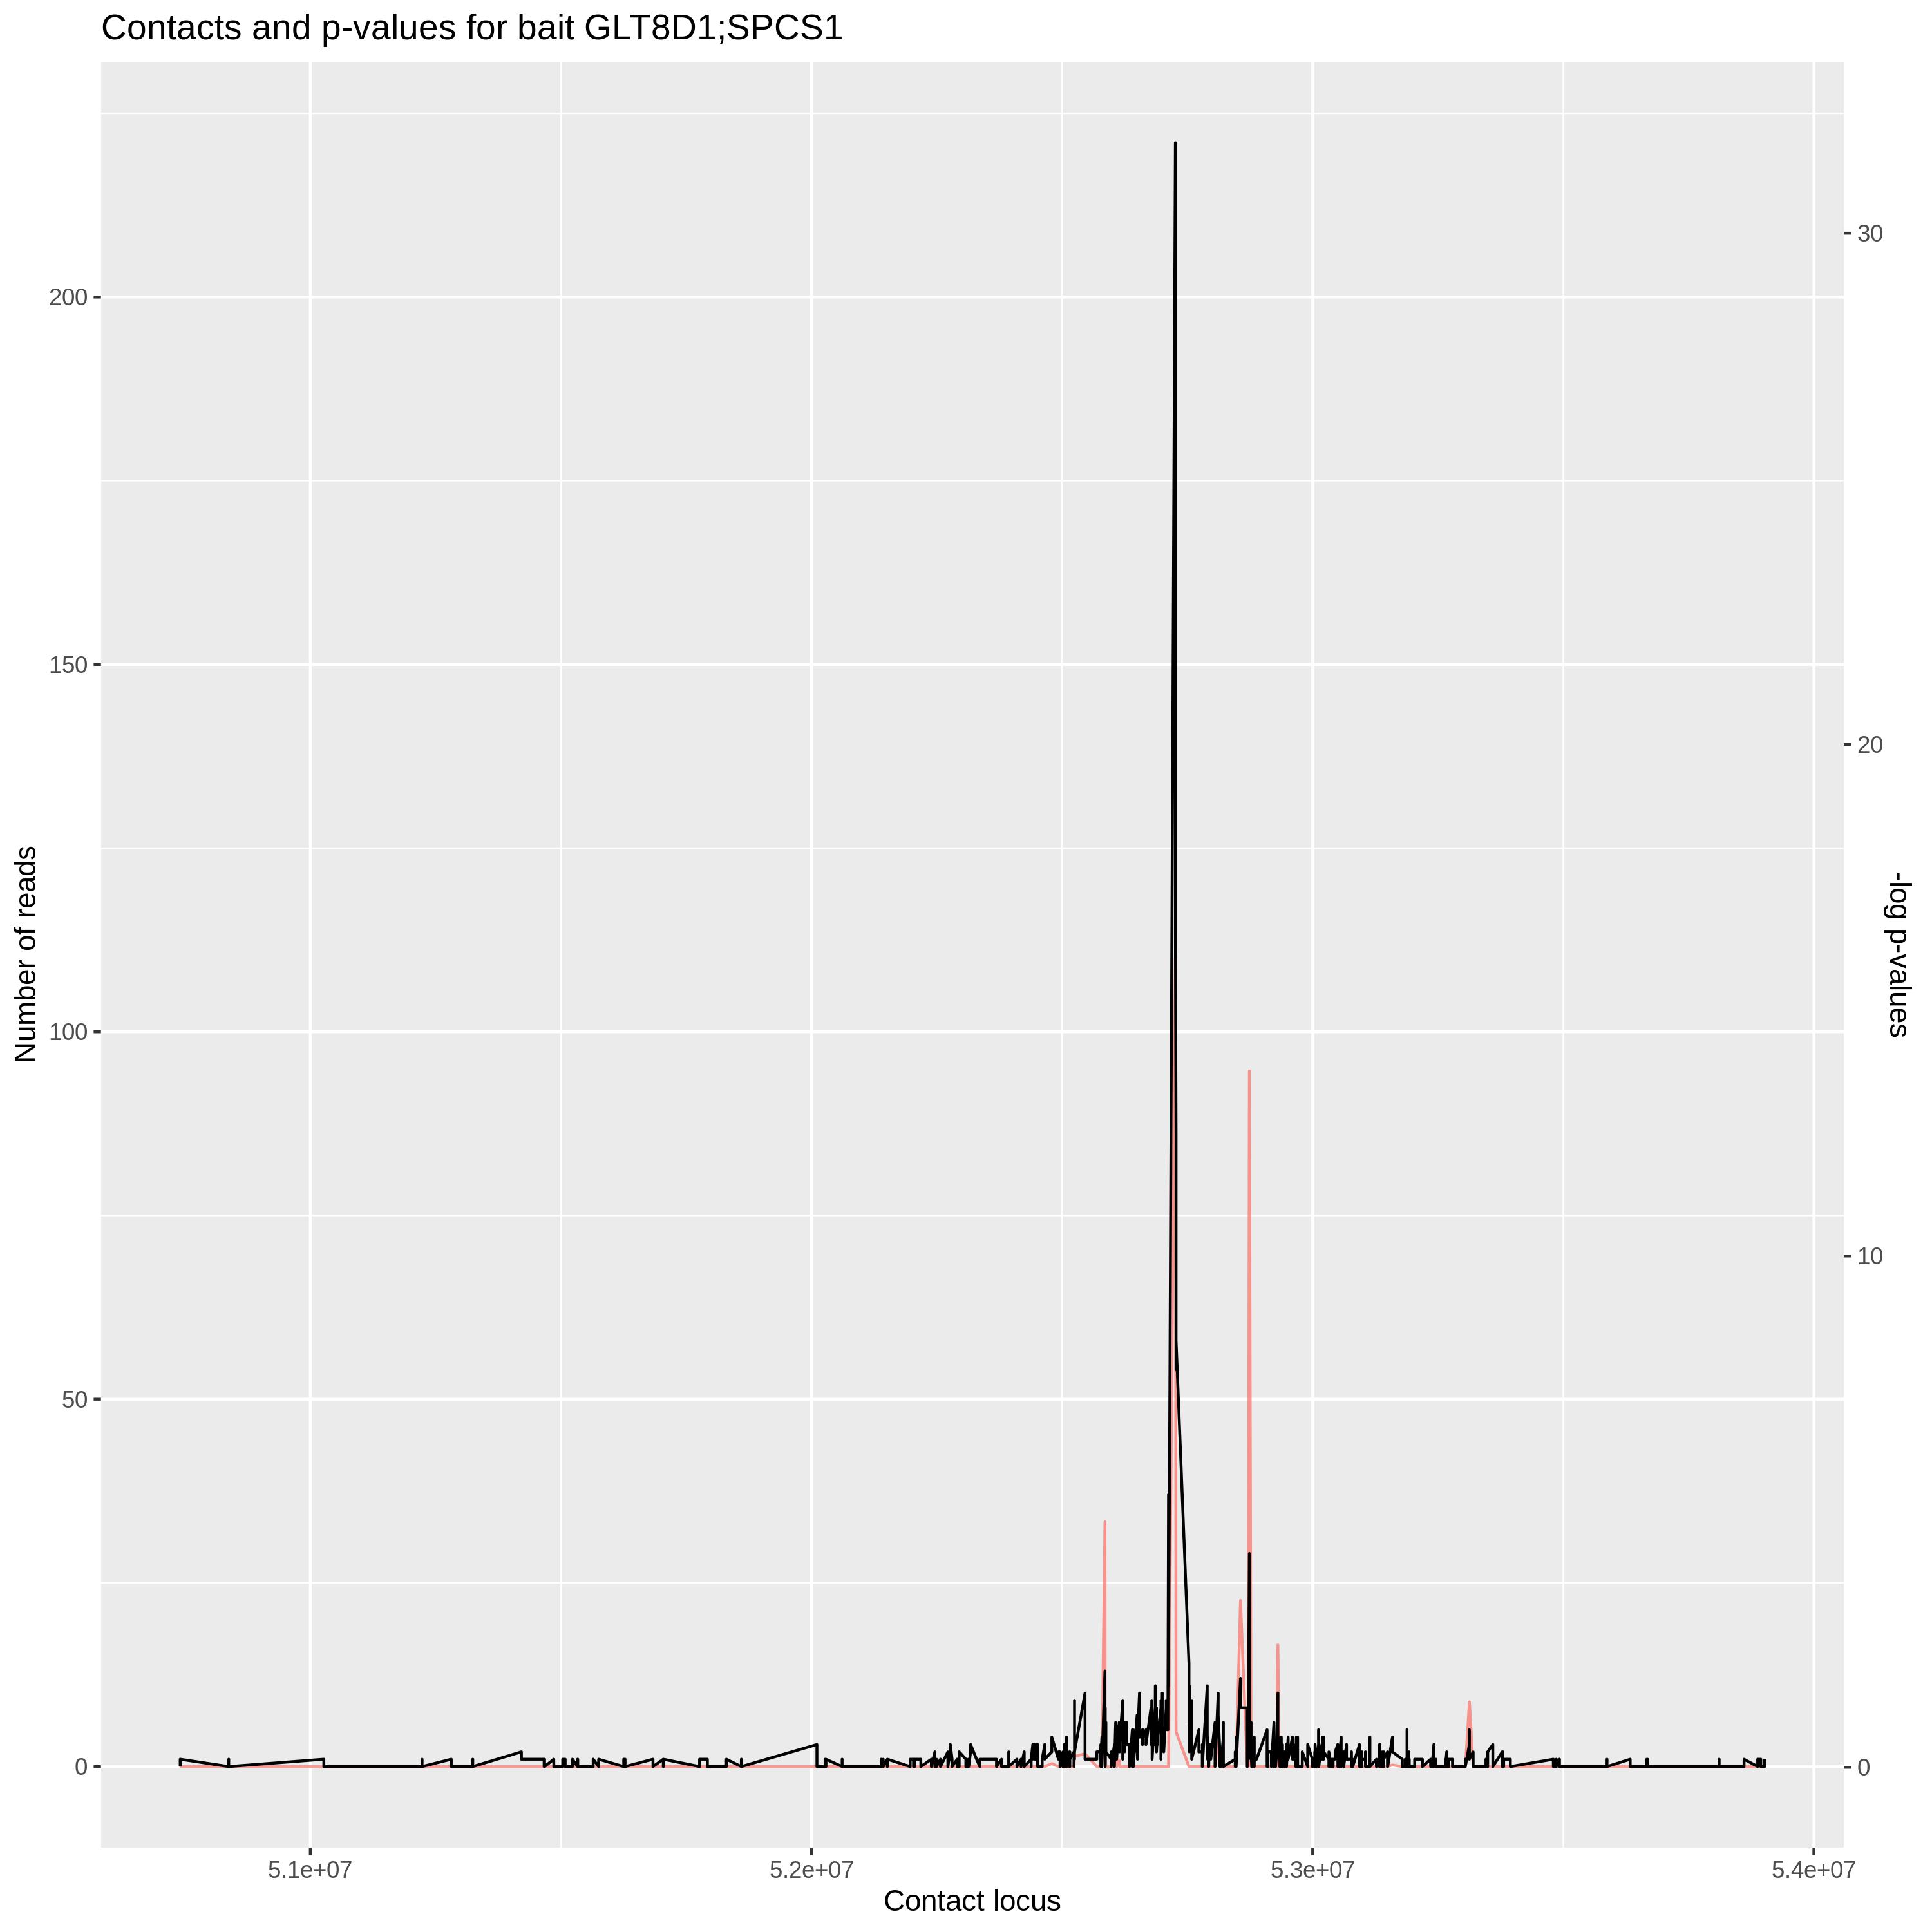 Contacts and p-values for bait GLT8D1;SPCS1
200
150
100
50
0
Number of reads
30
20
10
0
-log p-values
5.1e+07
5.2e+07
5.3e+07
5.4e+07
Contact locus